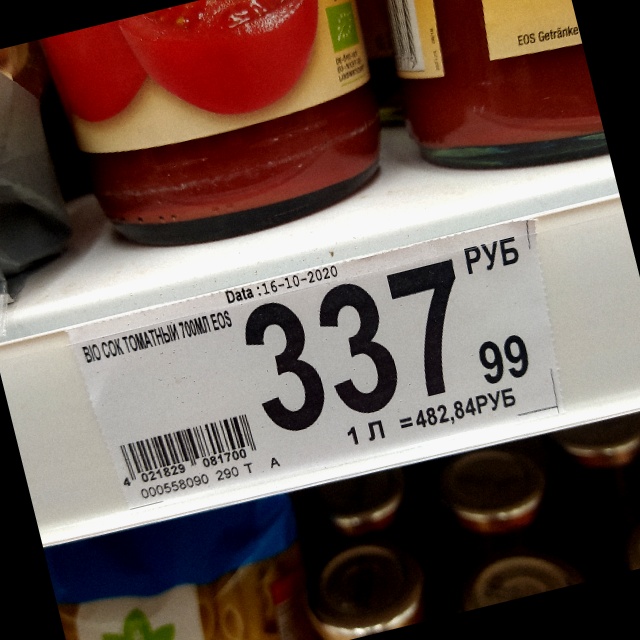 EOS Getränke
Data :16-10-2020
BIO СОК ТОМАТНЫЙ 700МЛ EOS
337 99 РУБ
1 Л =482,84РУБ
4 021829 081700
000558090 290 Т А